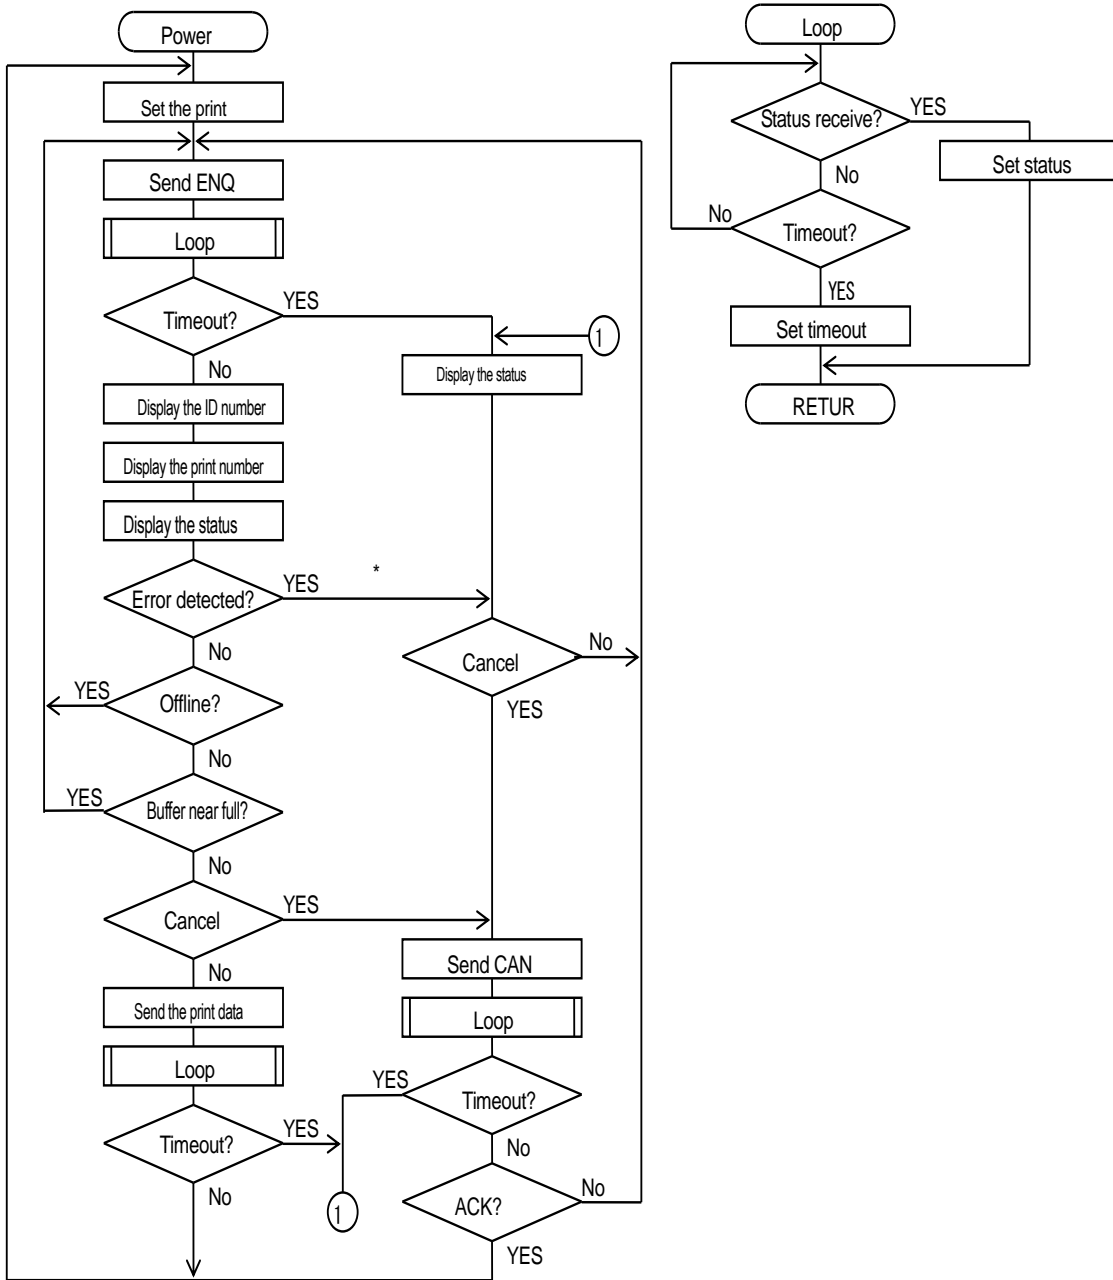 Power
Set the print
Send ENQ
Loop
Timeout?
YES
No
1
Display the status
Display the ID number
Display the print number
Display the status
Error detected?
YES
*
No
Cancel
No
YES
Offline?
YES
No
Buffer near full?
YES
No
Cancel
YES
No
Send the print data
Loop
Timeout?
YES
No
Send CAN
Loop
Timeout?
YES
No
1
ACK?
No
YES
Loop
Status receive?
YES
Set status
No
Timeout?
No
YES
Set timeout
RETUR